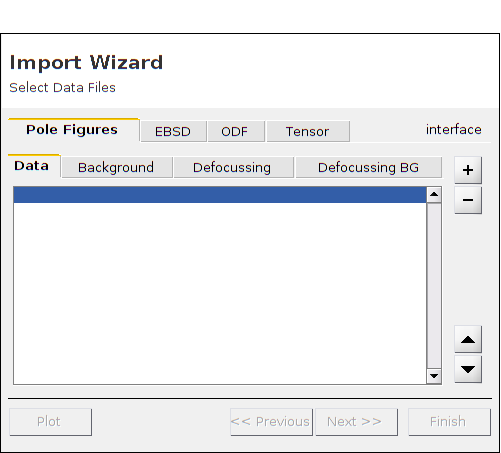 Import Wizard
Select Data Files
Pole Figures EBSD ODF Tensor interface
Data Background Defocussing Defocussing BG
+
−
Plot << Previous Next >> Finish